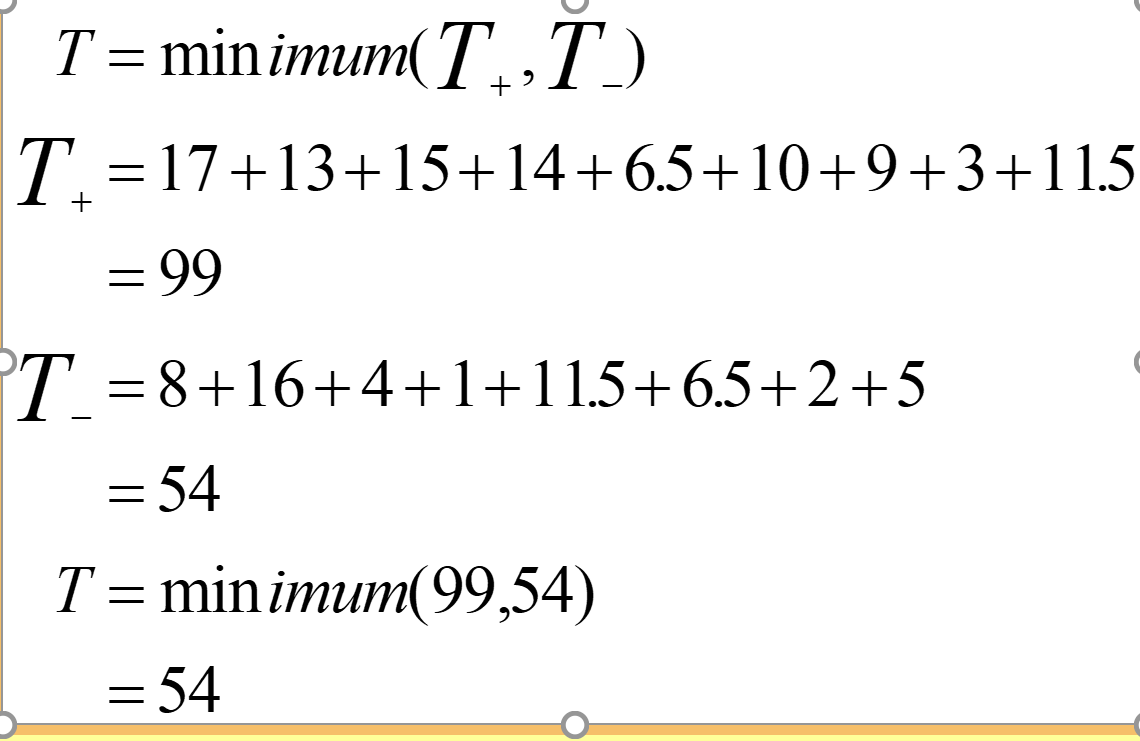 T = minimum(T₊, T₋)
T₊ = 17 + 13 + 15 + 14 + 6.5 + 10 + 9 + 3 + 11.5
= 99
T₋ = 8 + 16 + 4 + 1 + 11.5 + 6.5 + 2 + 5
= 54
T = minimum(99,54)
= 54